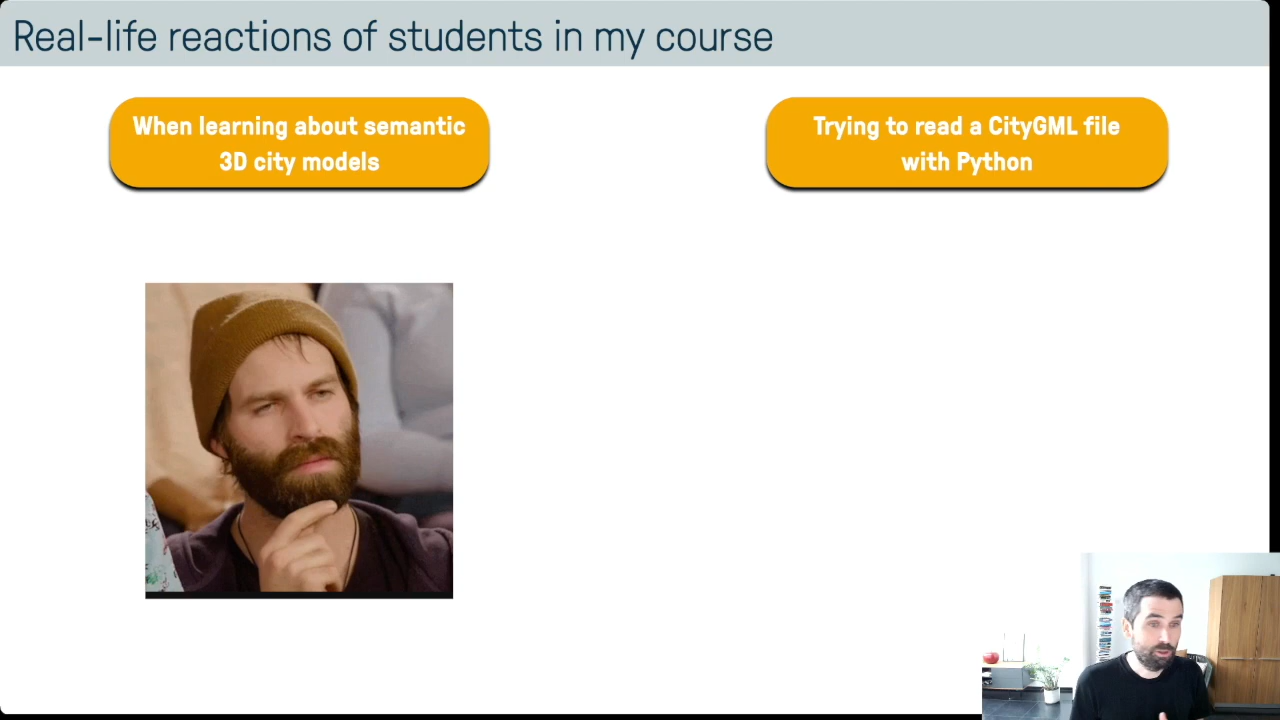 Real-life reactions of students in my course
When learning about semantic
3D city models
Trying to read a CityGML file
with Python